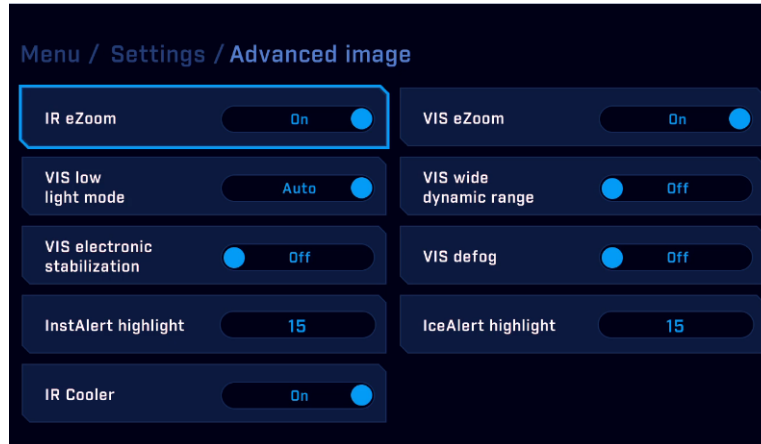 Menu / Settings / Advanced image
IR eZoom On
VIS eZoom On
VIS low
light mode
Auto
VIS wide
dynamic range
Off
VIS electronic
stabilization
Off
VIS defog Off
InstAlert highlight 15
IceAlert highlight 15
IR Cooler On